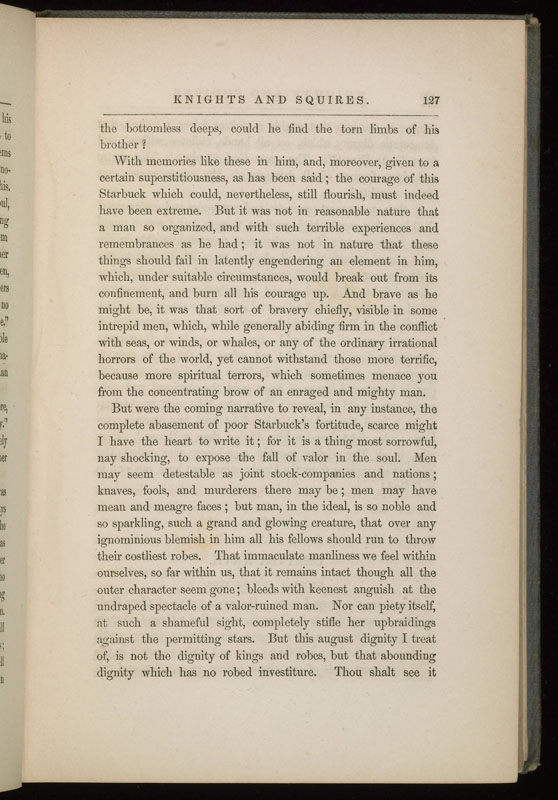 KNIGHTS AND SQUIRES. 127
the bottomless deeps, could he find the torn limbs of his
brother?
With memories like these in him, and, moreover, given to a
certain superstitiousness, as has been said; the courage of this
Starbuck which could, nevertheless, still flourish, must indeed
have been extreme. But it was not in reasonable nature that
a man so organized, and with such terrible experiences and
remembrances as he had; it was not in nature that these
things should fail in latently engendering an element in him,
which, under suitable circumstances, would break out from its
confinement, and burn all his courage up. And brave as he
might be, it was that sort of bravery chiefly, visible in some
intrepid men, which, while generally abiding firm in the conflict
with seas, or winds, or whales, or any of the ordinary irrational
horrors of the world, yet cannot withstand those more terrific,
because more spiritual terrors, which sometimes menace you
from the concentrating brow of an enraged and mighty man.
But were the coming narrative to reveal, in any instance, the
complete abasement of poor Starbuck's fortitude, scarce might
I have the heart to write it; for it is a thing most sorrowful,
nay shocking, to expose the fall of valor in the soul. Men
may seem detestable as joint stock-companies and nations;
knaves, fools, and murderers there may be; men may have
mean and meagre faces; but man, in the ideal, is so noble and
so sparkling, such a grand and glowing creature, that over any
ignominious blemish in him all his fellows should run to throw
their costliest robes. That immaculate manliness we feel within
ourselves, so far within us, that it remains intact though all the
outer character seem gone; bleeds with keenest anguish at the
undraped spectacle of a valor-ruined man. Nor can piety itself,
at such a shameful sight, completely stifle her upbraidings
against the permitting stars. But this august dignity I treat
of, is not the dignity of kings and robes, but that abounding
dignity which has no robed investiture. Thou shalt see it